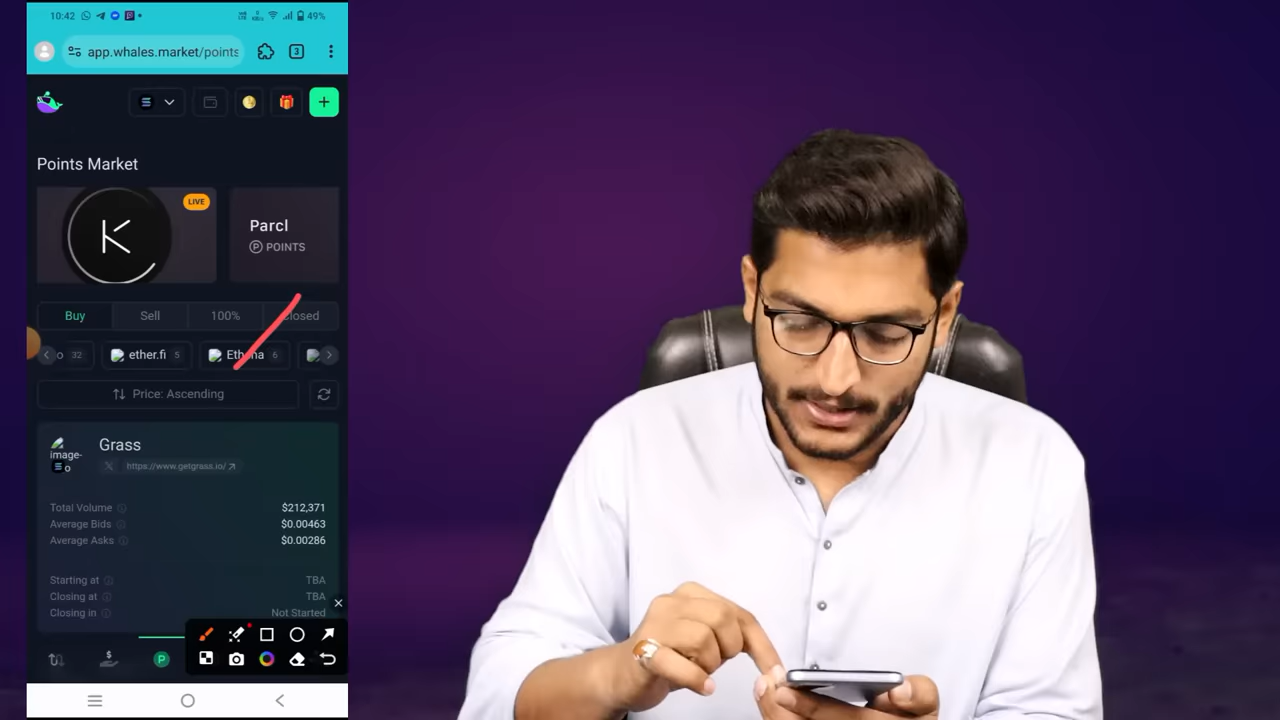 10:42
49%
app.whales.market/points
3
Points Market
LIVE
Parcl
P POINTS
Buy
Sell
100%
Closed
o 32
ether.fi 5
Ethena 6
Price: Ascending
image-
o
Grass
https://www.getgrass.io/
Total Volume
$212,371
Average Bids
$0.00463
Average Asks
$0.00286
Starting at
TBA
Closing at
TBA
Closing in
Not Started
$
P